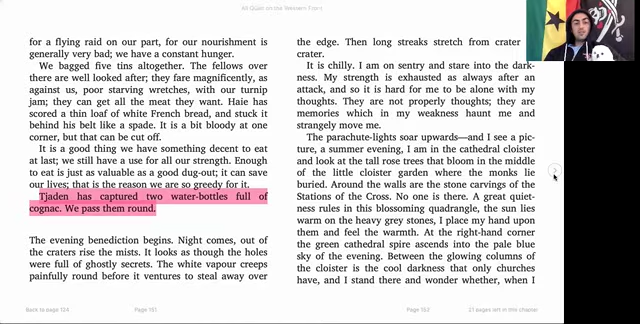 All Quiet on the Western Front
for a flying raid on our part, for our nourishment is
generally very bad; we have a constant hunger.
We bagged five tins altogether. The fellows over
there are well looked after; they fare magnificently, as
against us, poor starving wretches, with our turnip
jam; they can get all the meat they want. Haie has
scored a thin loaf of white French bread, and stuck it
behind his belt like a spade. It is a bit bloody at one
corner, but that can be cut off.
It is a good thing we have something decent to eat
at last; we still have a use for all our strength. Enough
to eat is just as valuable as a good dug-out; it can save
our lives; that is the reason we are so greedy for it.
Tjaden has captured two water-bottles full of
cognac. We pass them round.
The evening benediction begins. Night comes, out of
the craters rise the mists. It looks as though the holes
were full of ghostly secrets. The white vapour creeps
painfully round before it ventures to steal away over
Back to page 124
Page 161
the edge. Then long streaks stretch from crater
crater.
It is chilly. I am on sentry and stare into the dark-
ness. My strength is exhausted as always after an
attack, and so it is hard for me to be alone with my
thoughts. They are not properly thoughts; they are
memories which in my weakness haunt me and
strangely move me.
The parachute-lights soar upwards—and I see a pic-
ture, a summer evening, I am in the cathedral cloister
and look at the tall rose trees that bloom in the middle
of the little cloister garden where the monks lie
buried. Around the walls are the stone carvings of the
Stations of the Cross. No one is there. A great quiet-
ness rules in this blossoming quadrangle, the sun lies
warm on the heavy grey stones, I place my hand upon
them and feel the warmth. At the right-hand corner
the green cathedral spire ascends into the pale blue
sky of the evening. Between the glowing columns of
the cloister is the cool darkness that only churches
have, and I stand there and wonder whether, when I
Page 162
21 pages left in this chapter